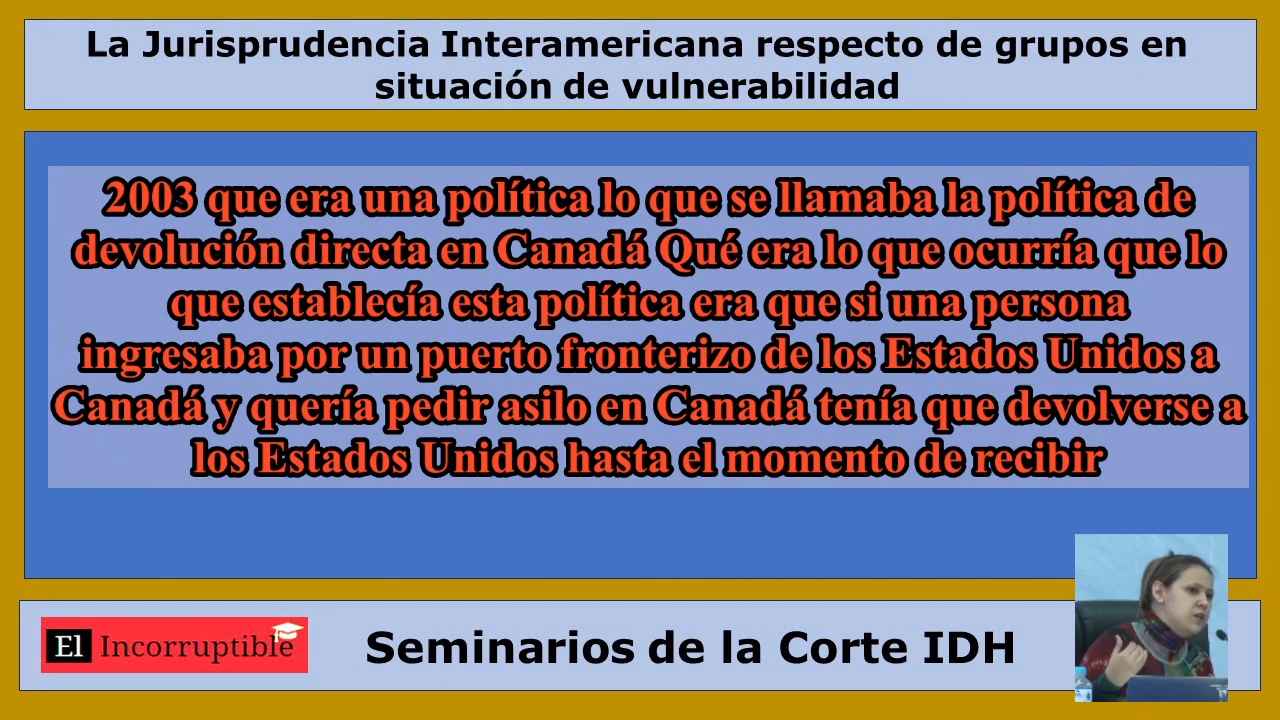 La Jurisprudencia Interamericana respecto de grupos en
situación de vulnerabilidad
2003 que era una política lo que se llamaba la política de
devolución directa en Canadá Qué era lo que ocurría que lo
que establecía esta política era que si una persona
ingresaba por un puerto fronterizo de los Estados Unidos a
Canadá y quería pedir asilo en Canadá tenía que devolverse a
los Estados Unidos hasta el momento de recibir
El Incorruptible
Seminarios de la Corte IDH